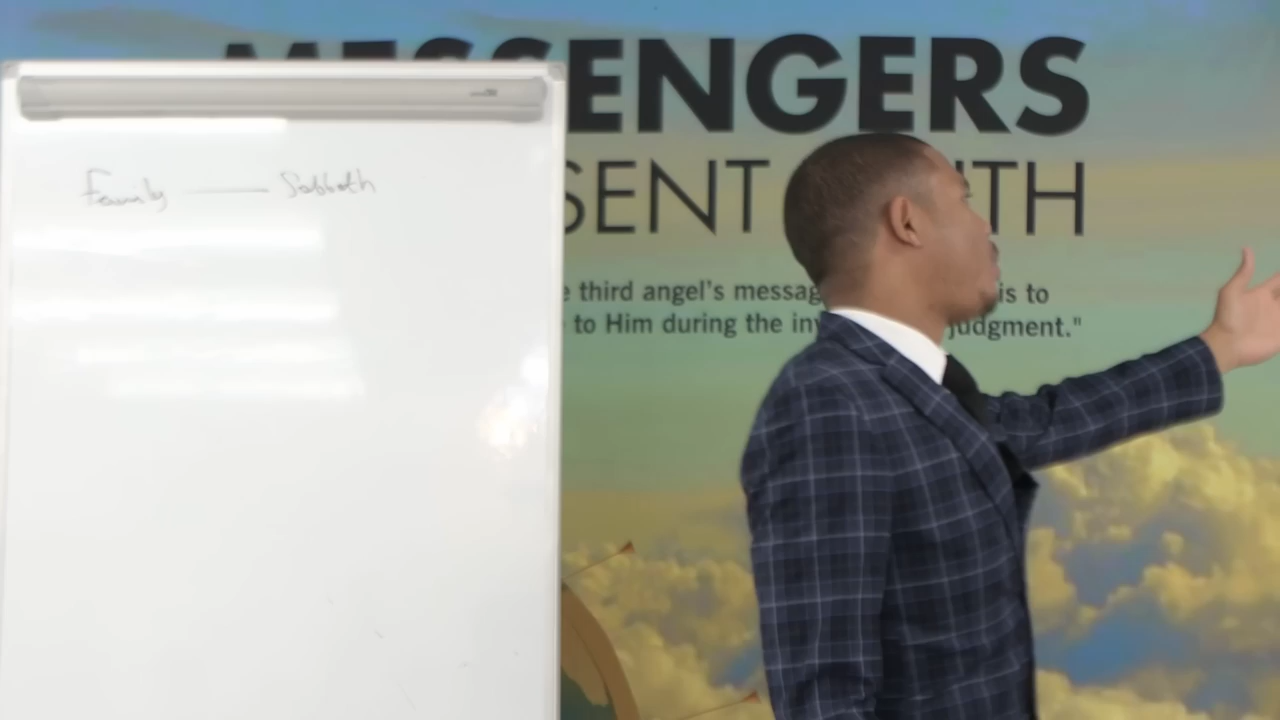 ENGERS
SENT TH
third angel's messag is to
to Him during the in judgment."
Family — Sabbath